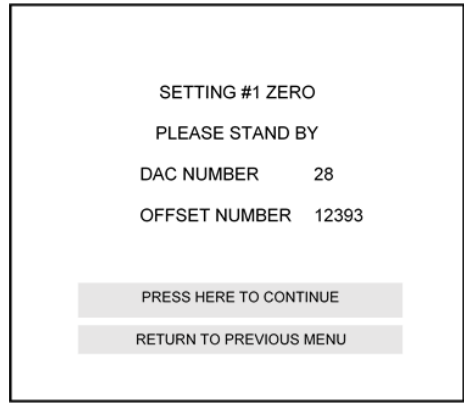 SETTING #1 ZERO
PLEASE STAND BY
DAC NUMBER 28
OFFSET NUMBER 12393
PRESS HERE TO CONTINUE
RETURN TO PREVIOUS MENU